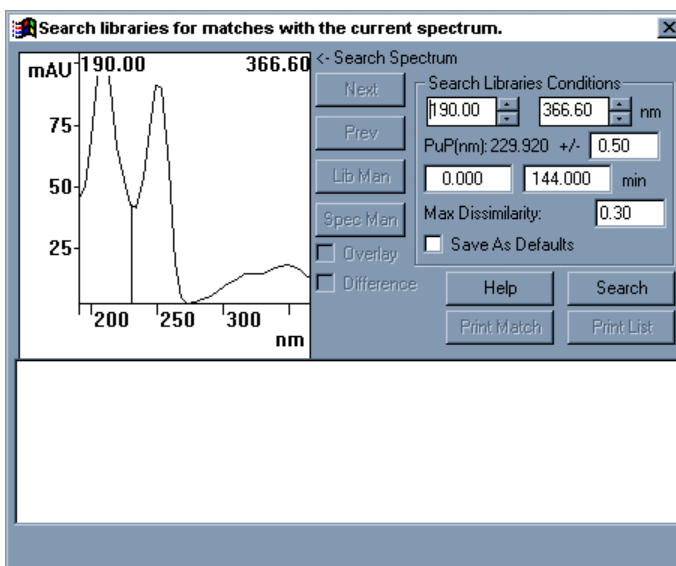 Search libraries for matches with the current spectrum.
mAU 190.00 366.60
75
50
25
200 250 300
nm
<- Search Spectrum
Next
Prev
Lib Man
Spec Man
Overlay
Difference
Search Libraries Conditions
190.00 366.60 nm
PuP(nm): 229.920 +/- 0.50
0.000 144.000 min
Max Dissimilarity: 0.30
Save As Defaults
Help Search
Print Match Print List